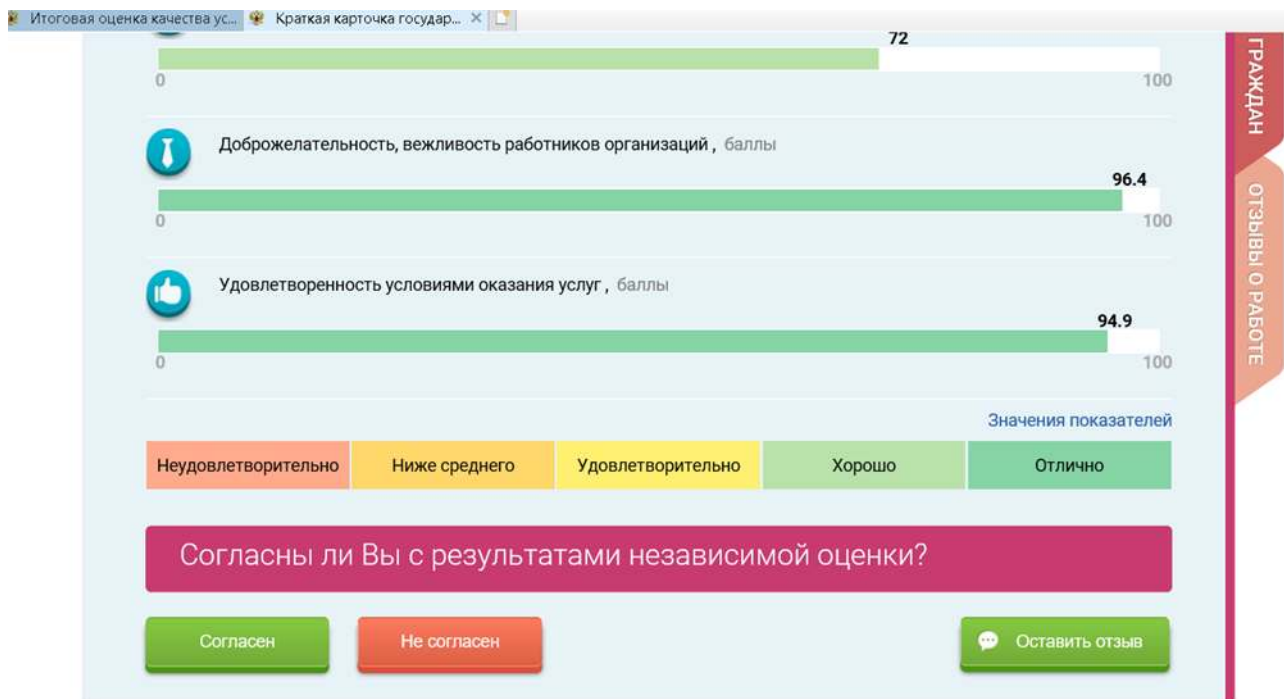 Итоговая оценка качества ус... Краткая карточка государ...
72
0 100
Доброжелательность, вежливость работников организаций , баллы
96.4
0 100
Удовлетворенность условиями оказания услуг , баллы
94.9
0 100
Значения показателей
Неудовлетворительно Ниже среднего Удовлетворительно Хорошо Отлично
Согласны ли Вы с результатами независимой оценки?
Согласен Не согласен Оставить отзыв
ГРАЖДАН
ОТЗЫВЫ О РАБОТЕ